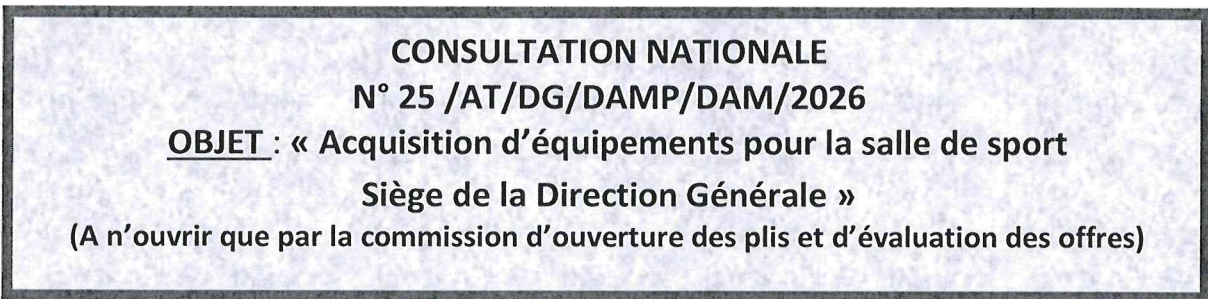 CONSULTATION NATIONALE
N° 25 /AT/DG/DAMP/DAM/2026
OBJET : « Acquisition d’équipements pour la salle de sport
Siège de la Direction Générale »
(A n’ouvrir que par la commission d’ouverture des plis et d’évaluation des offres)